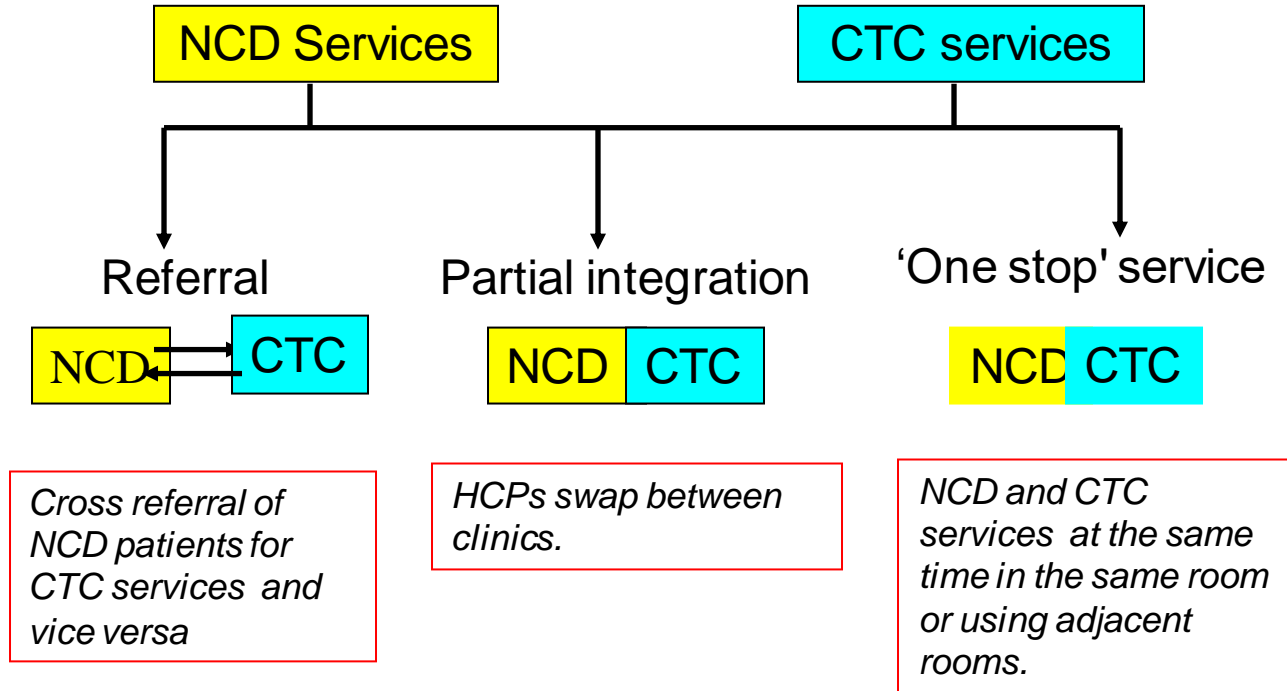 NCD Services
CTC services
Referral
Partial integration
‘One stop' service
NCD
CTC
NCD
CTC
NCD
CTC
Cross referral of
NCD patients for
CTC services and
vice versa
HCPs swap between
clinics.
NCD and CTC
services at the same
time in the same room
or using adjacent
rooms.